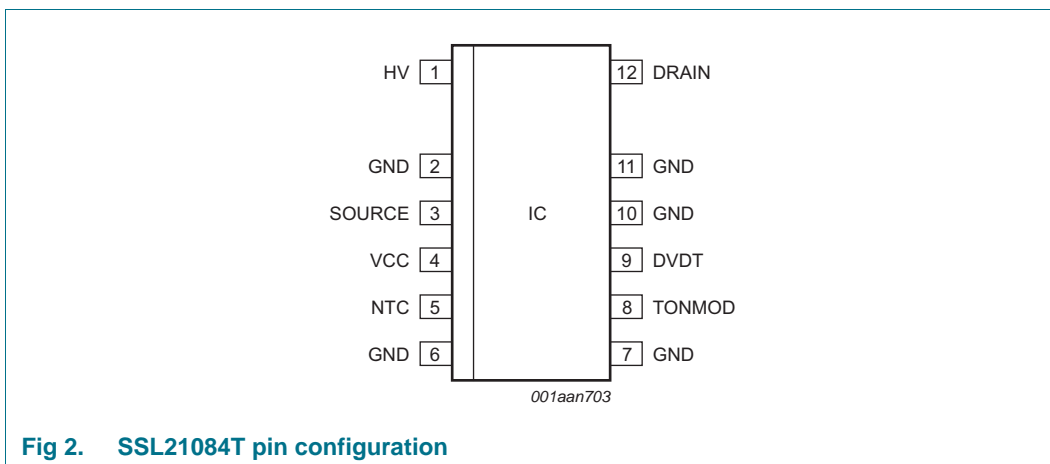 HV 1 12 DRAIN
GND 2 11 GND
SOURCE 3 IC 10 GND
VCC 4 9 DVDT
NTC 5 8 TONMOD
GND 6 7 GND
001aan703
Fig 2. SSL21084T pin configuration